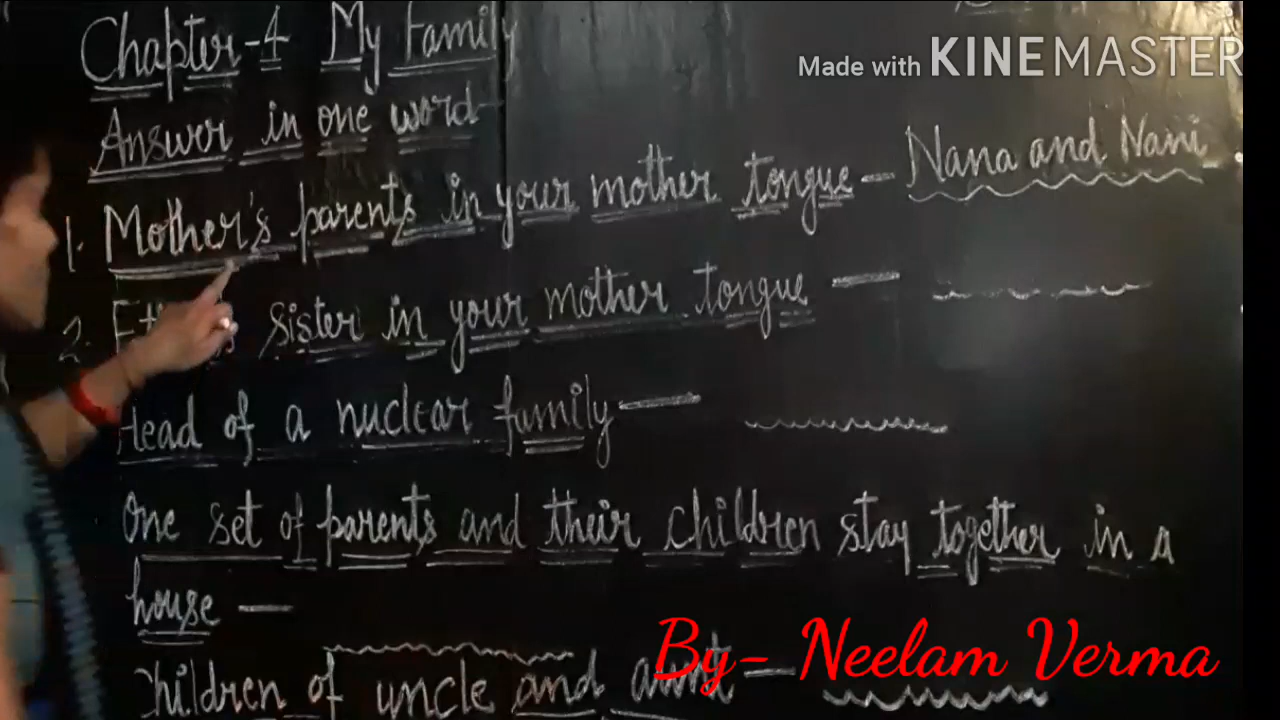 Chapter-4 My Family
Made with KINEMASTER
Answer in one word
1. Mother's parents in your mother tongue - Nana and Nani
2. sister in your mother tongue —
Head of a nuclear family —
One set of parents and their children stay together in a
house —
Children of uncle and aunt —
By- Neelam Verma